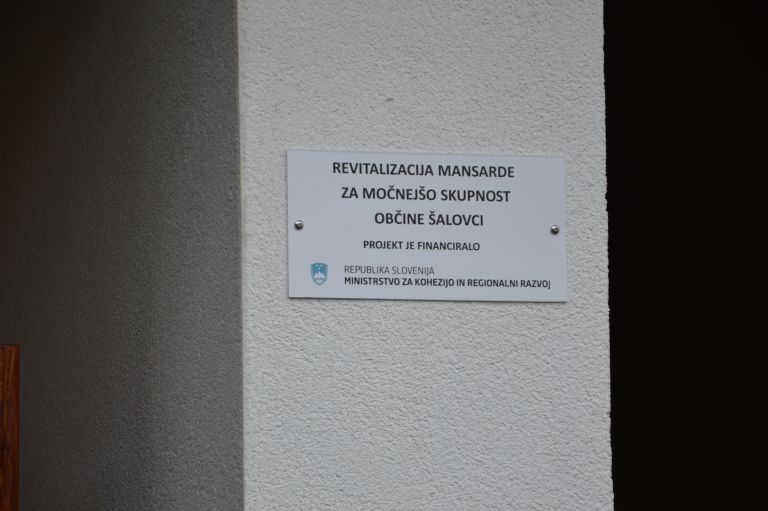 REVITALIZACIJA MANSARDE
ZA MOČNEJŠO SKUPNOST
OBČINE ŠALOVCI
PROJEKT JE FINANCIRALO
REPUBLIKA SLOVENIJA
MINISTRSTVO ZA KOHEZIJO IN REGIONALNI RAZVOJ